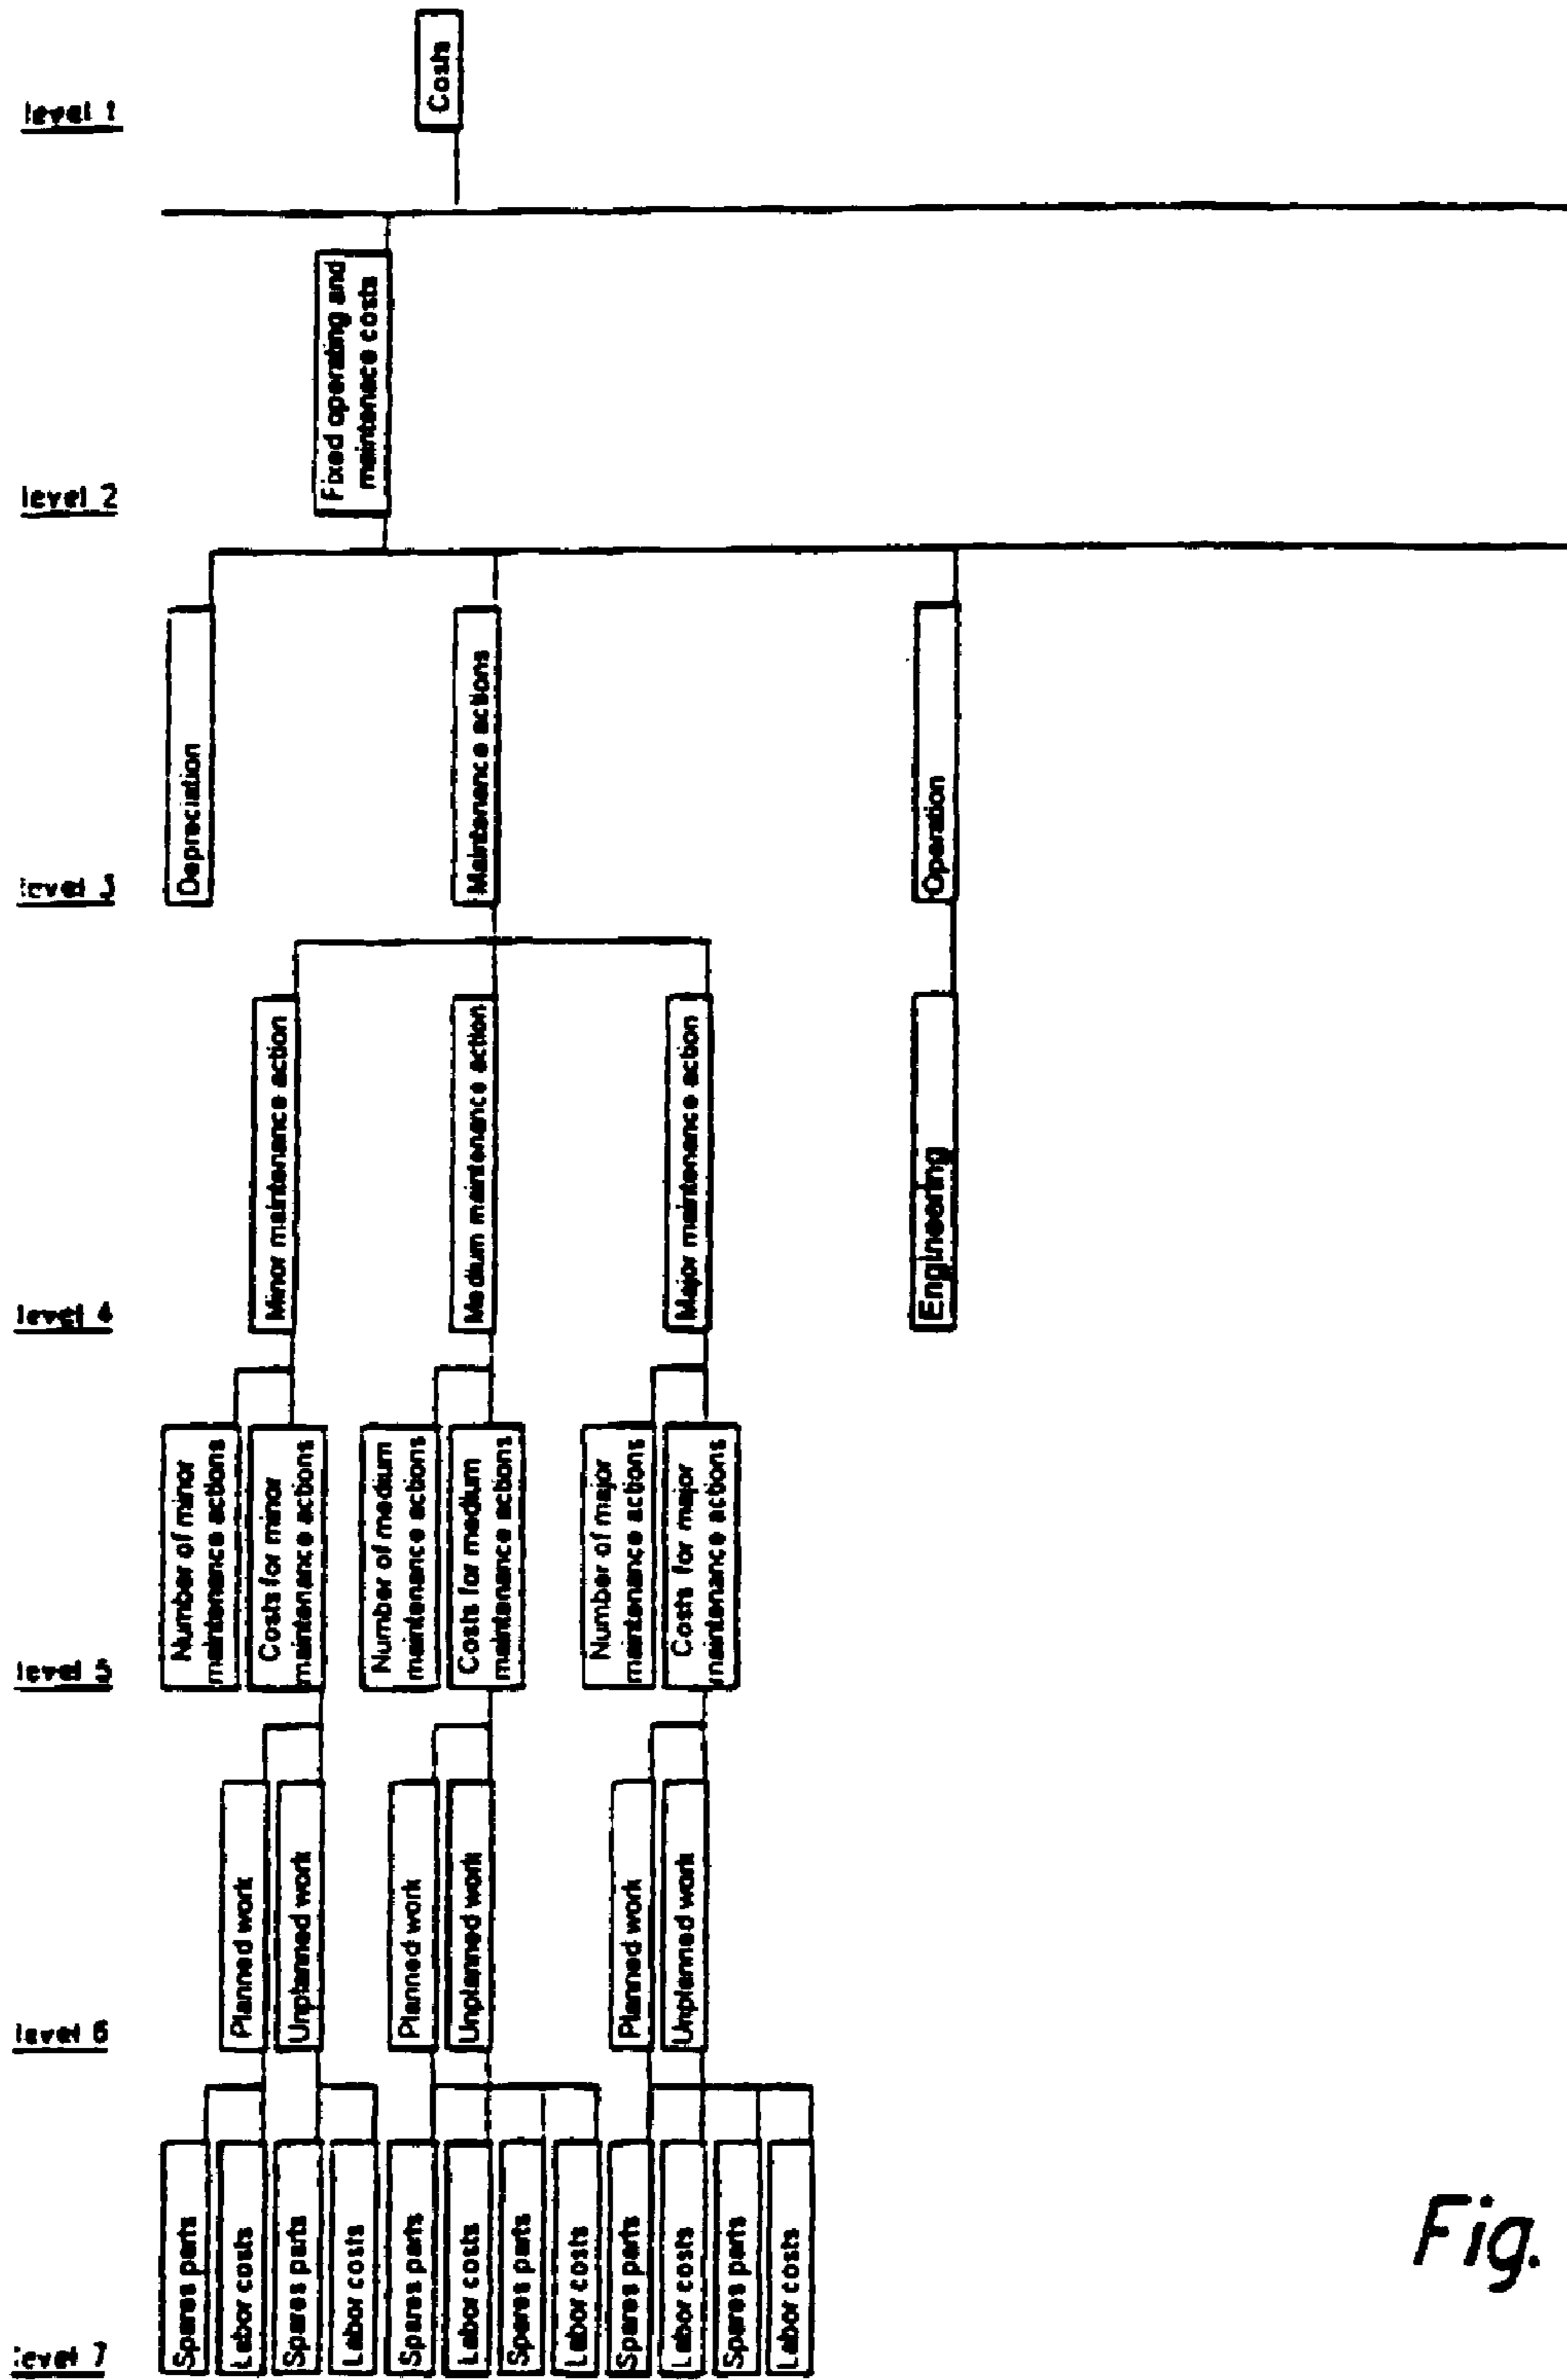 level 1
Costs
level 2
Fixed operating and
maintenece costs
level 3
Depreciation
Maintenance actions
Operation
level 4
Minor maintenance action
Medium maintenance action
Major maintenance action
Engineering
level 5
Number of minor
maintenance actions
Costs for minor
maintenance actions
Number of medium
maintenance actions
Costs for medium
maintenance actions
Number of major
maintenance actions
Costs for major
maintenance actions
level 6
Planned work
Unplanned work
Planned work
Unplanned work
Planned work
Unplanned work
level 7
Spares parts
Labor costs
Spares parts
Labor costs
Spares parts
Labor costs
Spares parts
Labor costs
Spares parts
Labor costs
Spares parts
Labor costs
Fig.